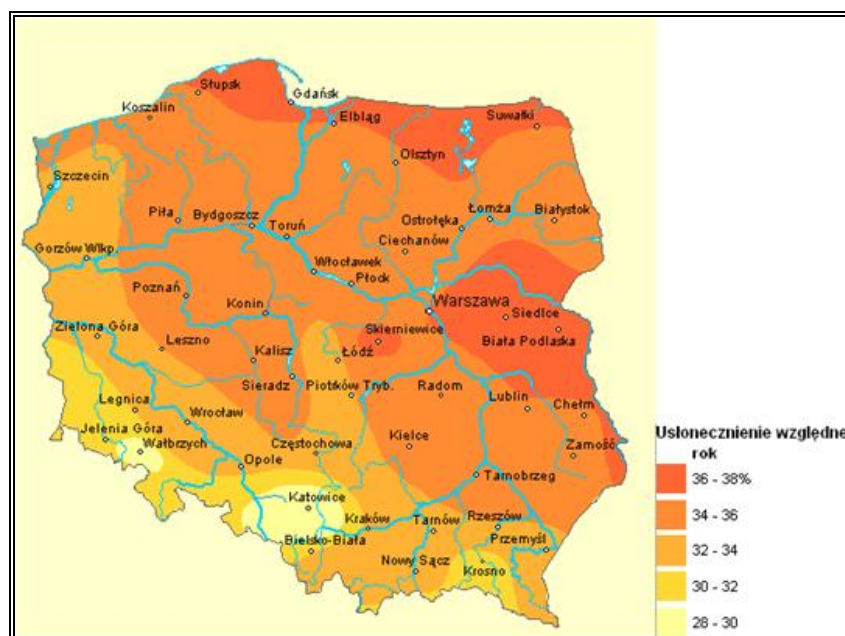 Słupsk
Gdańsk
Koszalin
Elbląg
Suwałki
Olsztyn
Szczecin
Piła
Bydgoszcz
Toruń
Ostrołęka
Łomża
Białystok
Ciechanów
Gorzów Wlkp.
Włocławek
Płock
Poznań
Konin
Warszawa
Siedlce
Skierniewice
Biała Podlaska
Zielona Góra
Leszno
Kalisz
Łódź
Sieradz
Piotrków Tryb.
Radom
Lublin
Chełm
Legnica
Wrocław
Jelenia Góra
Wałbrzych
Częstochowa
Kielce
Zamość
Opole
Tarnobrzeg
Katowice
Kraków
Tarnów
Rzeszów
Bielsko-Biała
Przemyśl
Nowy Sącz
Krosno
Usłonecznienie względne
rok
36 - 38%
34 - 36
32 - 34
30 - 32
28 - 30